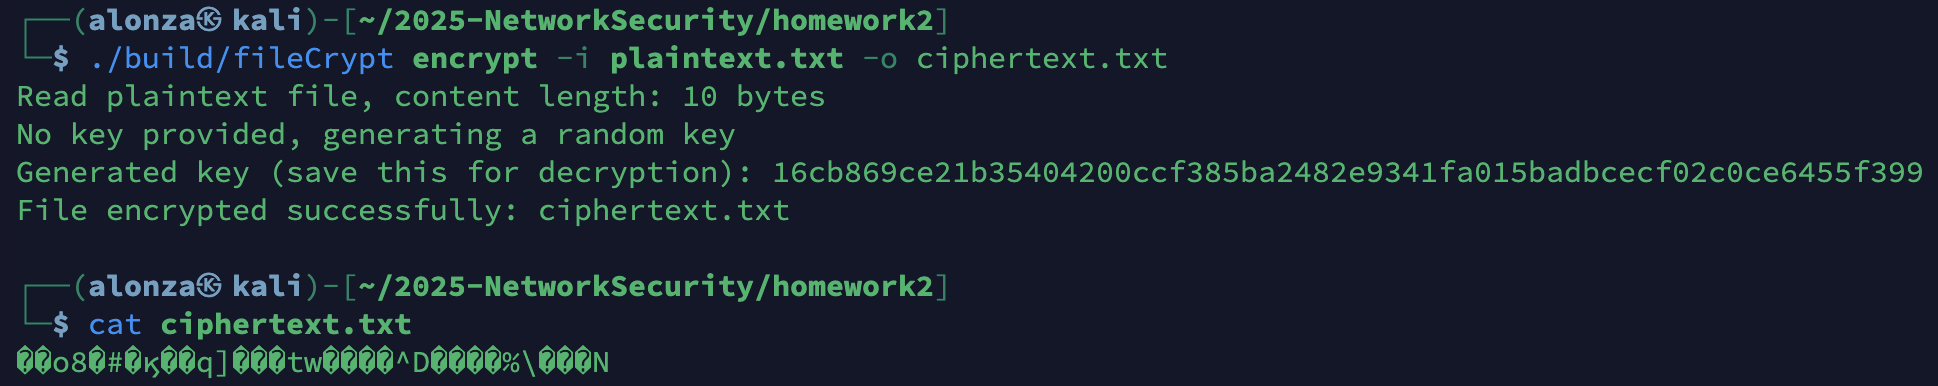 ┌──(alonza㉿kali)-[~/2025-NetworkSecurity/homework2]
└─$ ./build/fileCrypt encrypt -i plaintext.txt -o ciphertext.txt
Read plaintext file, content length: 10 bytes
No key provided, generating a random key
Generated key (save this for decryption): 16cb869ce21b35404200ccf385ba2482e9341fa015badbcecf02c0ce6455f399
File encrypted successfully: ciphertext.txt
┌──(alonza㉿kali)-[~/2025-NetworkSecurity/homework2]
└─$ cat ciphertext.txt
��o8�#�ӄ��q]���tw����^D����%\���N